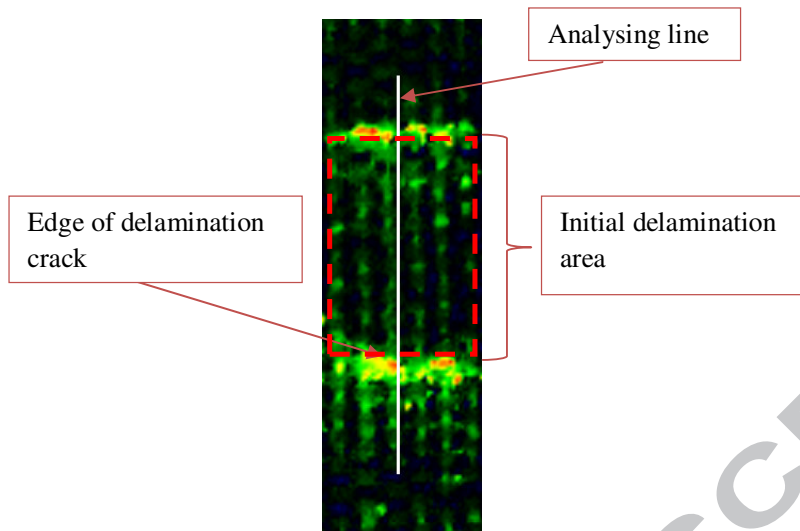 Analysing line
Edge of delamination
crack
Initial delamination
area